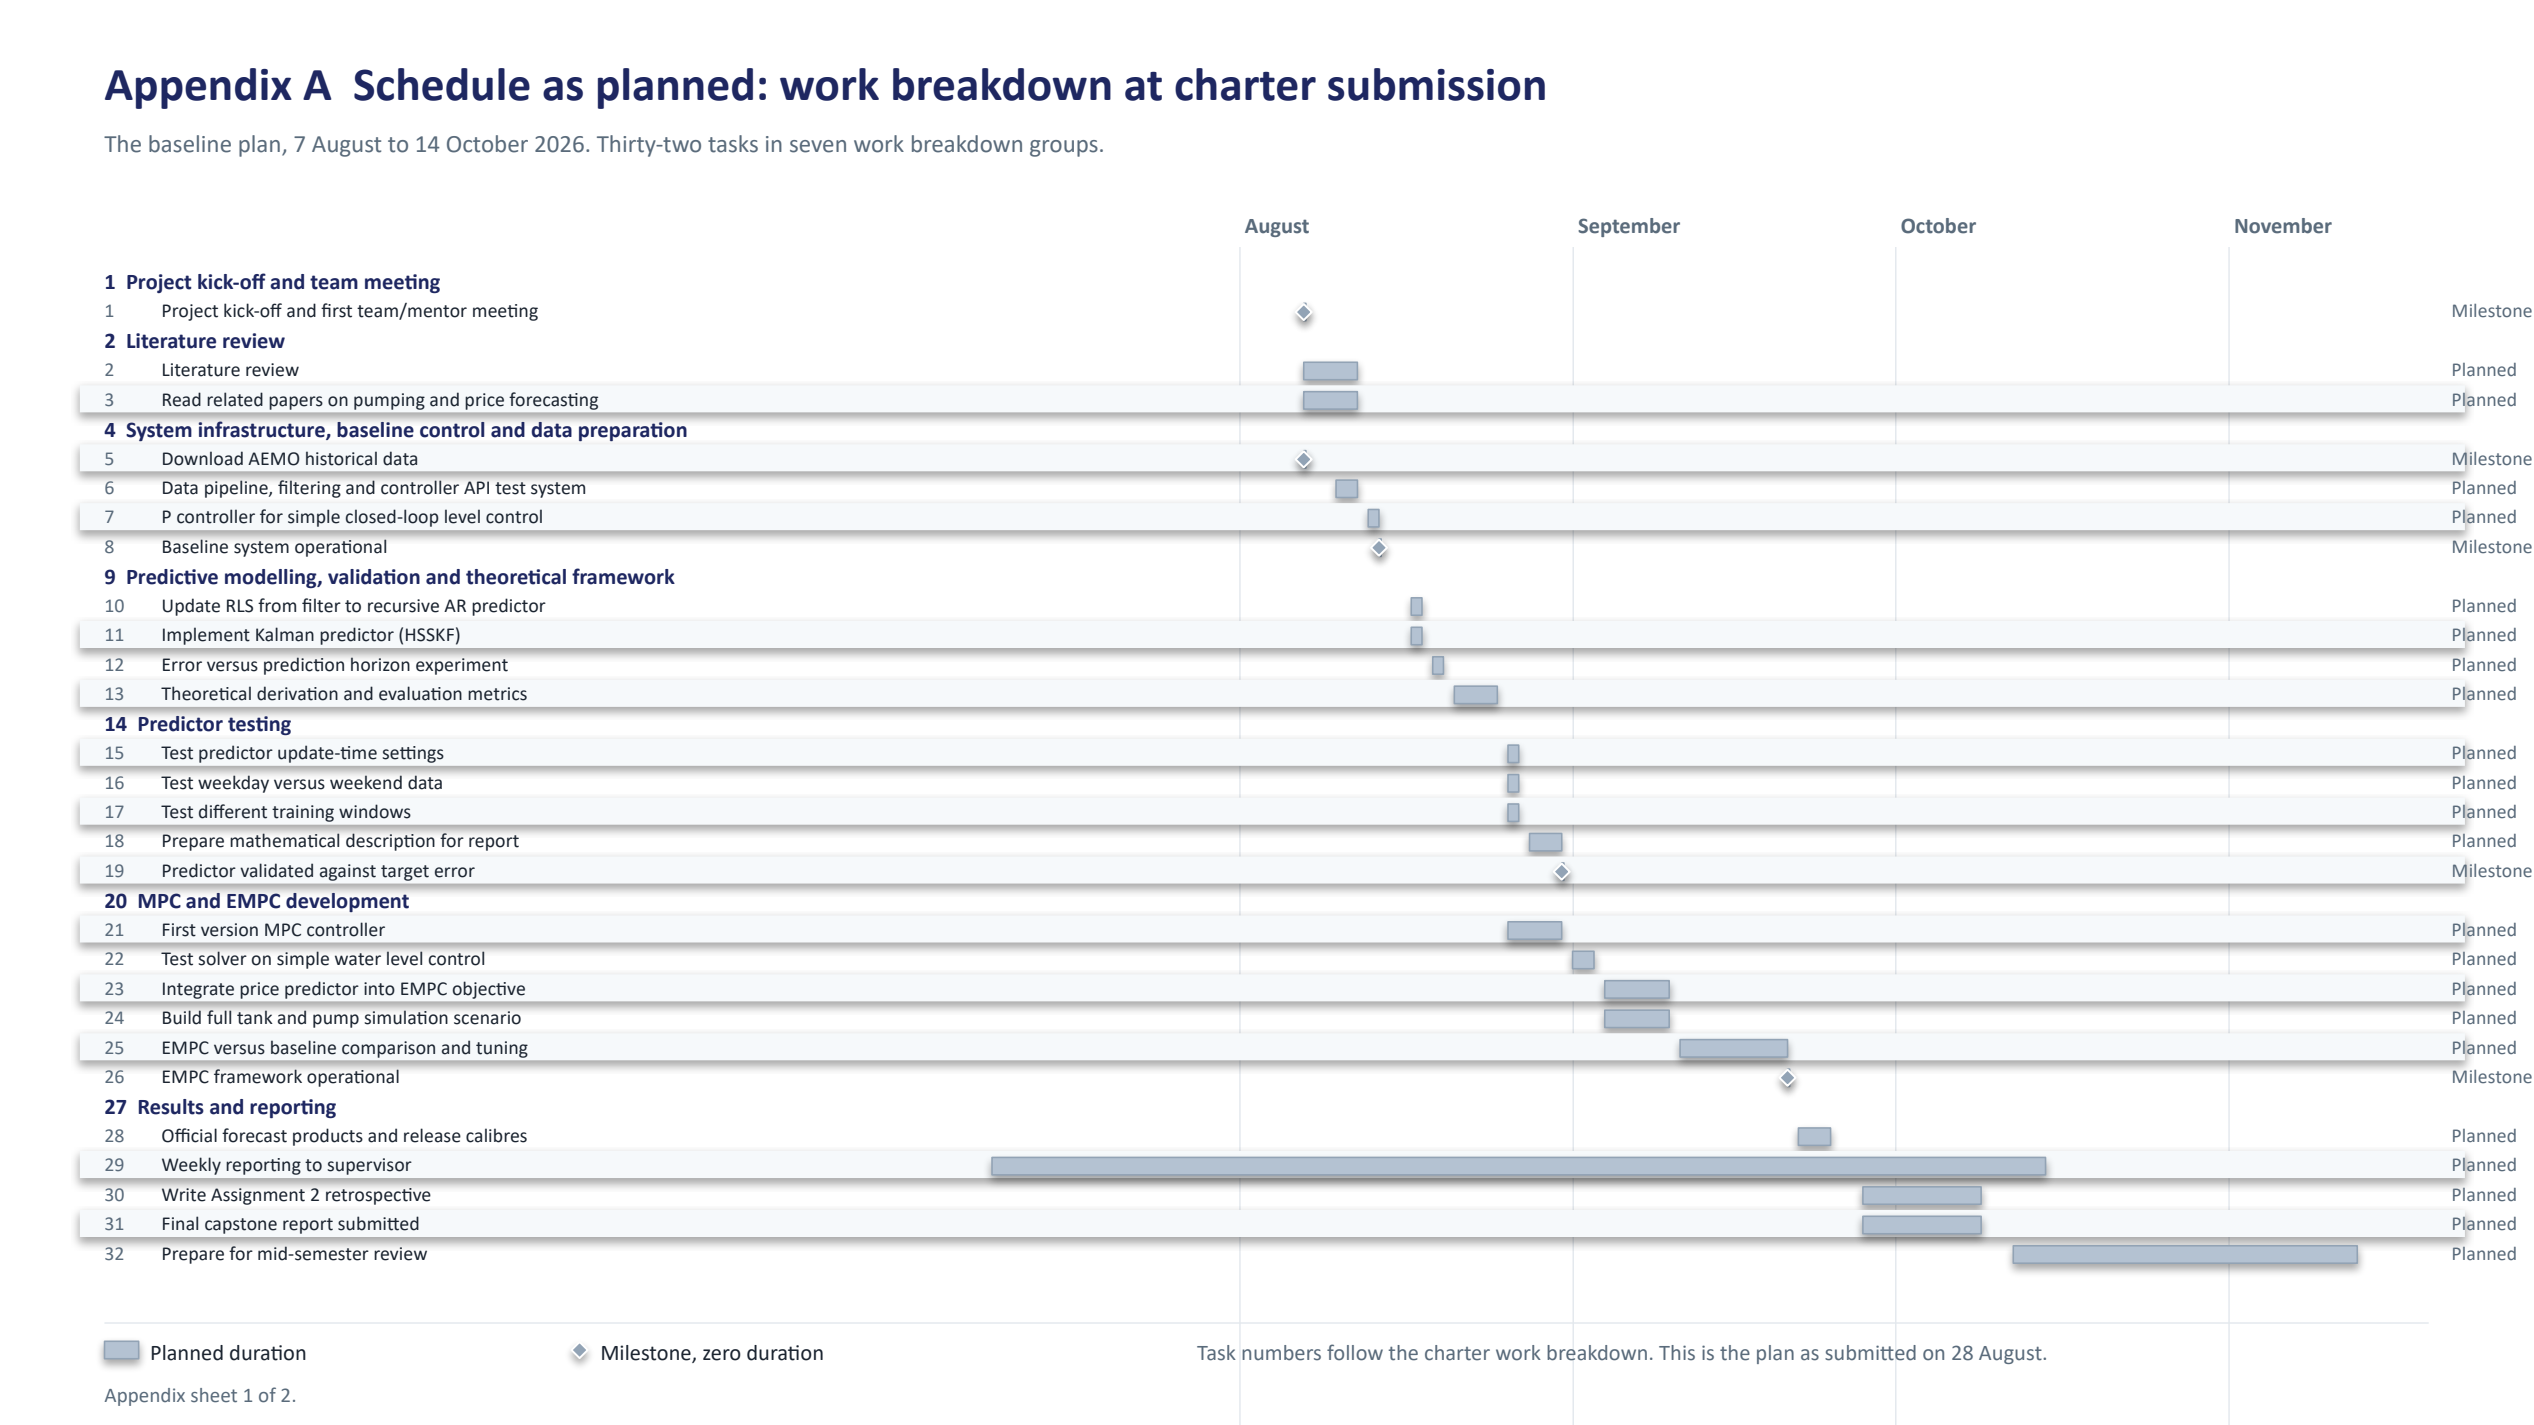 Appendix A  Schedule as planned: work breakdown at charter submission
The baseline plan, 7 August to 14 October 2026. Thirty-two tasks in seven work breakdown groups.
August September October November
1 Project kick-off and team meeting
1 Project kick-off and first team/mentor meeting Milestone
2 Literature review
2 Literature review Planned
3 Read related papers on pumping and price forecasting Planned
4 System infrastructure, baseline control and data preparation
5 Download AEMO historical data Milestone
6 Data pipeline, filtering and controller API test system Planned
7 P controller for simple closed-loop level control Planned
8 Baseline system operational Milestone
9 Predictive modelling, validation and theoretical framework
10 Update RLS from filter to recursive AR predictor Planned
11 Implement Kalman predictor (HSSKF) Planned
12 Error versus prediction horizon experiment Planned
13 Theoretical derivation and evaluation metrics Planned
14 Predictor testing
15 Test predictor update-time settings Planned
16 Test weekday versus weekend data Planned
17 Test different training windows Planned
18 Prepare mathematical description for report Planned
19 Predictor validated against target error Milestone
20 MPC and EMPC development
21 First version MPC controller Planned
22 Test solver on simple water level control Planned
23 Integrate price predictor into EMPC objective Planned
24 Build full tank and pump simulation scenario Planned
25 EMPC versus baseline comparison and tuning Planned
26 EMPC framework operational Milestone
27 Results and reporting
28 Official forecast products and release calibres Planned
29 Weekly reporting to supervisor Planned
30 Write Assignment 2 retrospective Planned
31 Final capstone report submitted Planned
32 Prepare for mid-semester review Planned
Planned duration Milestone, zero duration Task numbers follow the charter work breakdown. This is the plan as submitted on 28 August.
Appendix sheet 1 of 2.